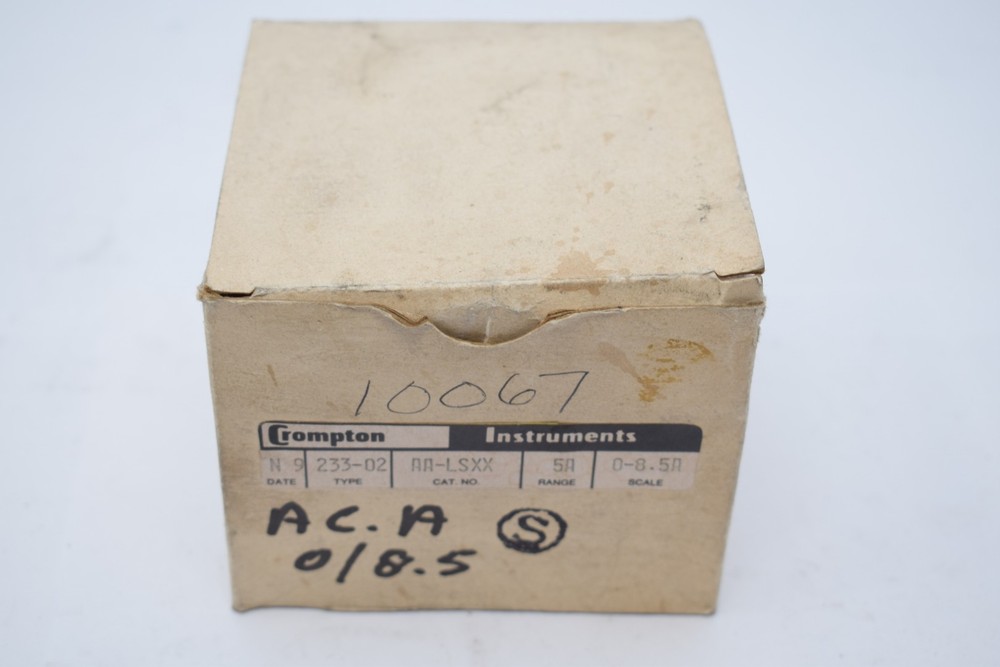 10067
Crompton Instruments
N 9 233-02 AA-LSXX 5A 0-8.5A
DATE TYPE CAT. NO. RANGE SCALE
AC.A S
0/8.5